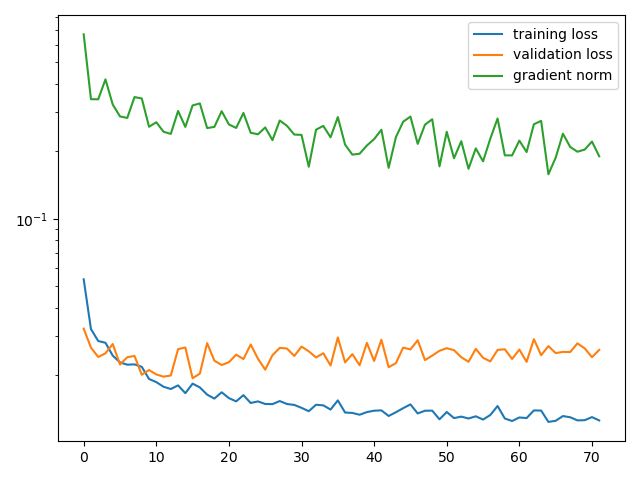 training loss
validation loss
gradient norm
10⁻¹
0 10 20 30 40 50 60 70